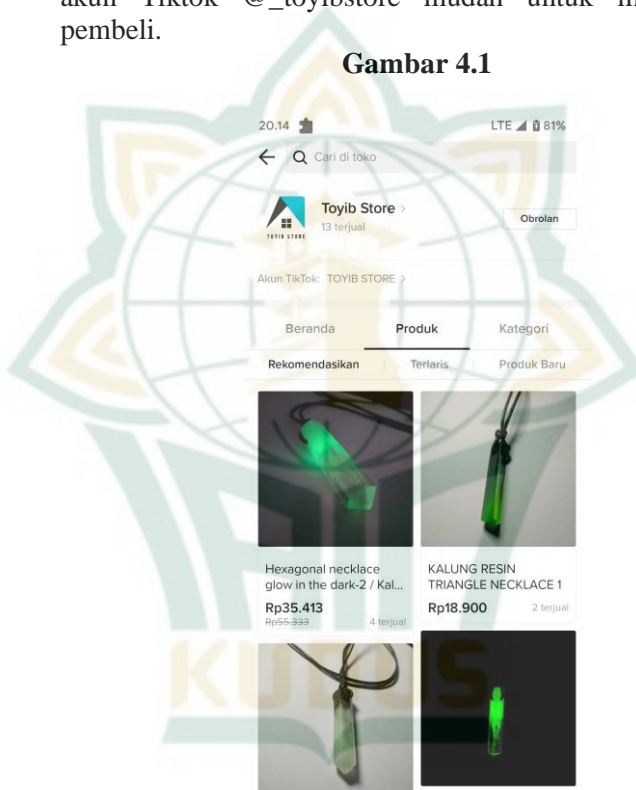 akun Tiktok @_toyibstore mudah untuk
pembeli.
Gambar 4.1
20.14
LTE 81%
Cari di toko
Toyib Store
13 terjual
Obrolan
TOYIB STORE
Akun TikTok: TOYIB STORE
Beranda
Produk
Kategori
Rekomendasikan
Terlaris
Produk Baru
Hexagonal necklace
glow in the dark-2 / Kal...
Rp35.413
Rp55.333
4 terjual
KALUNG RESIN
TRIANGLE NECKLACE 1
Rp18.900
2 terjual
KUDUS